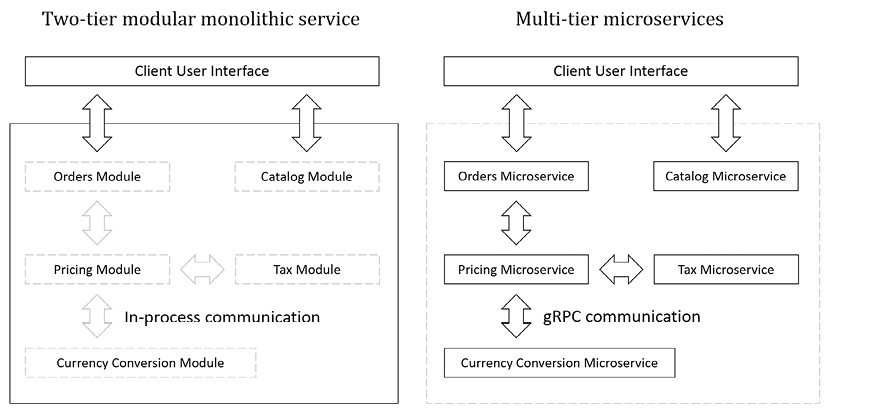 Two-tier modular monolithic service
Client User Interface
Orders Module
Catalog Module
Pricing Module
Tax Module
In-process communication
Currency Conversion Module
Multi-tier microservices
Client User Interface
Orders Microservice
Catalog Microservice
Pricing Microservice
Tax Microservice
gRPC communication
Currency Conversion Microservice